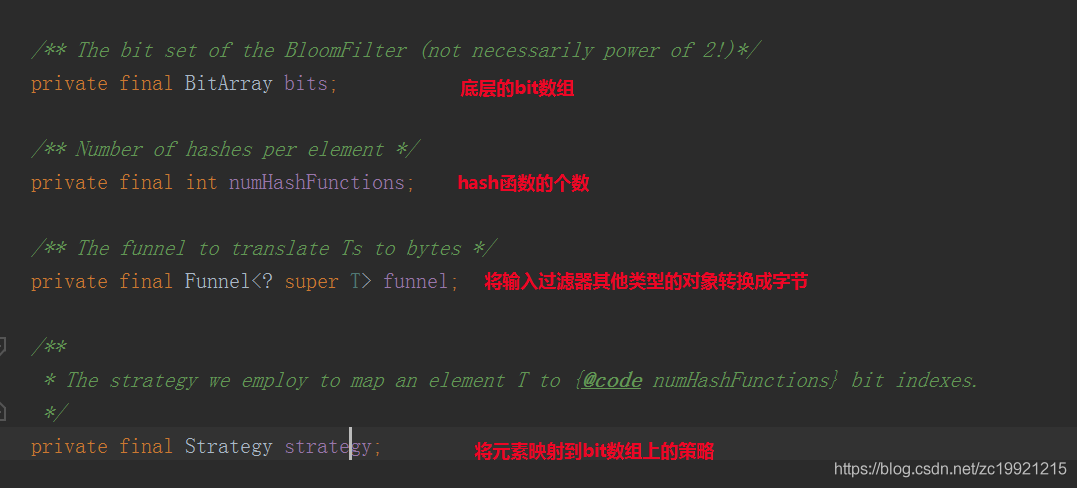 /** The bit set of the BloomFilter (not necessarily power of 2!)*/
private final BitArray bits; 底层的bit数组
/** Number of hashes per element */
private final int numHashFunctions; hash函数的个数
/** The funnel to translate Ts to bytes */
private final Funnel<? super T> funnel; 将输入过滤器其他类型的对象转换成字节
/**
* The strategy we employ to map an element T to {@code numHashFunctions} bit indexes.
*/
private final Strategy strategy; 将元素映射到bit数组上的策略
https://blog.csdn.net/zc19921215